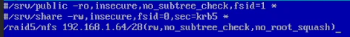 #/srv/public -ro,insecure,no_subtree_check,fsid=1 *
#/srv/share -rw,insecure,fsid=0,sec=krb5 *
/raid5/nfs 192.168.1.64/28(rw,no_subtree_check,no_root_squash)